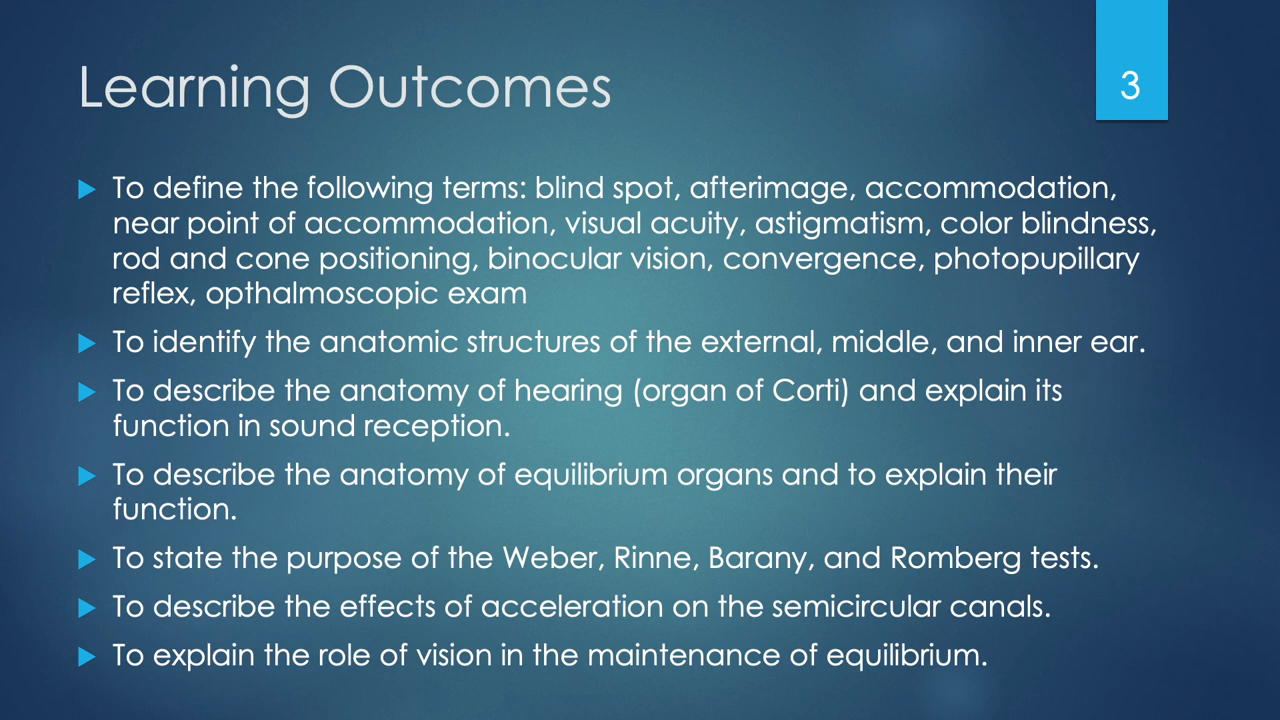 Learning Outcomes
3
To define the following terms: blind spot, afterimage, accommodation,
near point of accommodation, visual acuity, astigmatism, color blindness,
rod and cone positioning, binocular vision, convergence, photopupillary
reflex, opthalmoscopic exam
To identify the anatomic structures of the external, middle, and inner ear.
To describe the anatomy of hearing (organ of Corti) and explain its
function in sound reception.
To describe the anatomy of equilibrium organs and to explain their
function.
To state the purpose of the Weber, Rinne, Barany, and Romberg tests.
To describe the effects of acceleration on the semicircular canals.
To explain the role of vision in the maintenance of equilibrium.